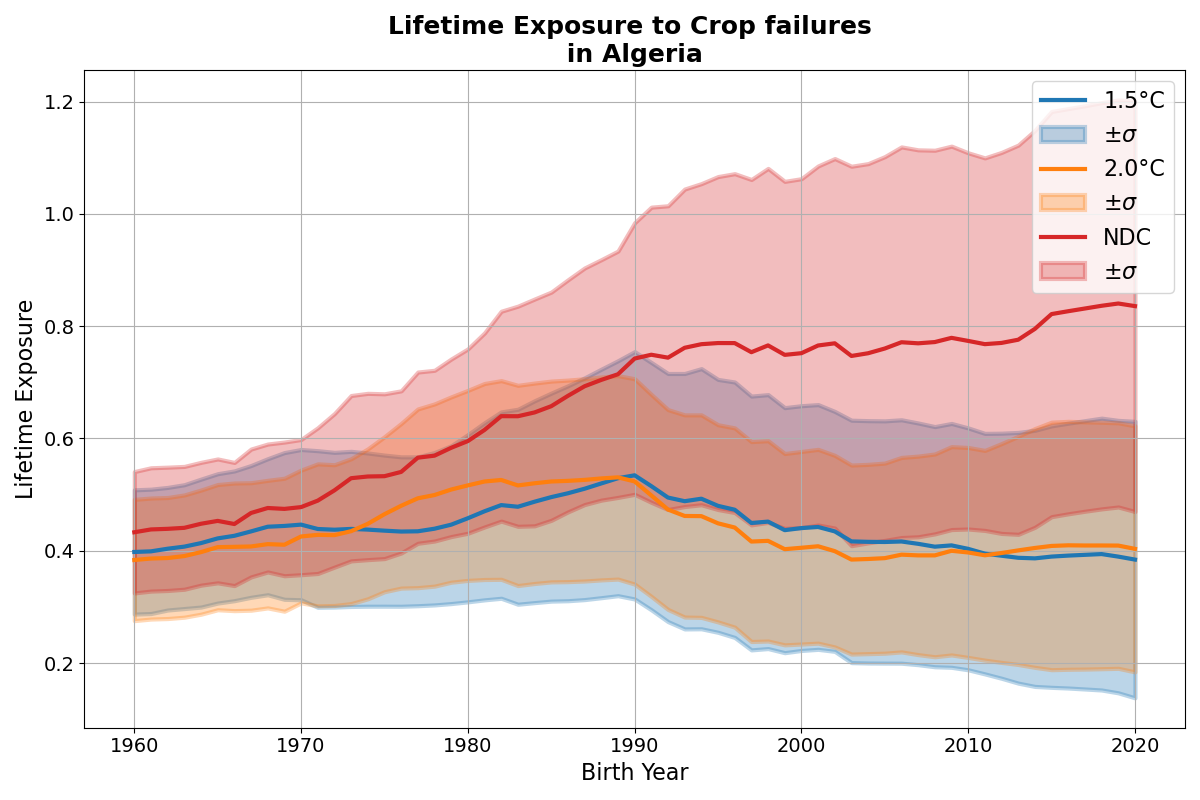 Lifetime Exposure to Crop failures
in Algeria
Lifetime Exposure
1.2
1.0
0.8
0.6
0.4
0.2
1.5°C
±σ
2.0°C
±σ
NDC
±σ
1960
1970
1980
1990
2000
2010
2020
Birth Year